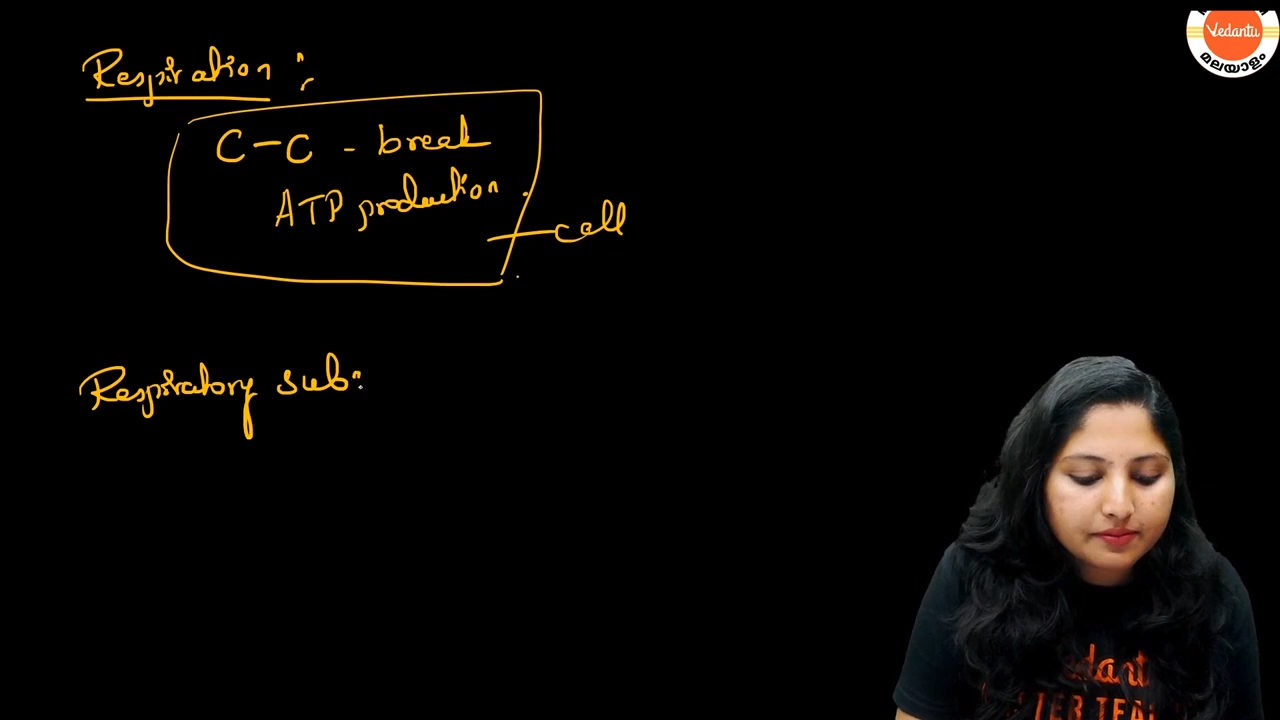 Respiration :
C-C - break
ATP production.
cell
Respiratory sub:
Vedantu
മലയാളം